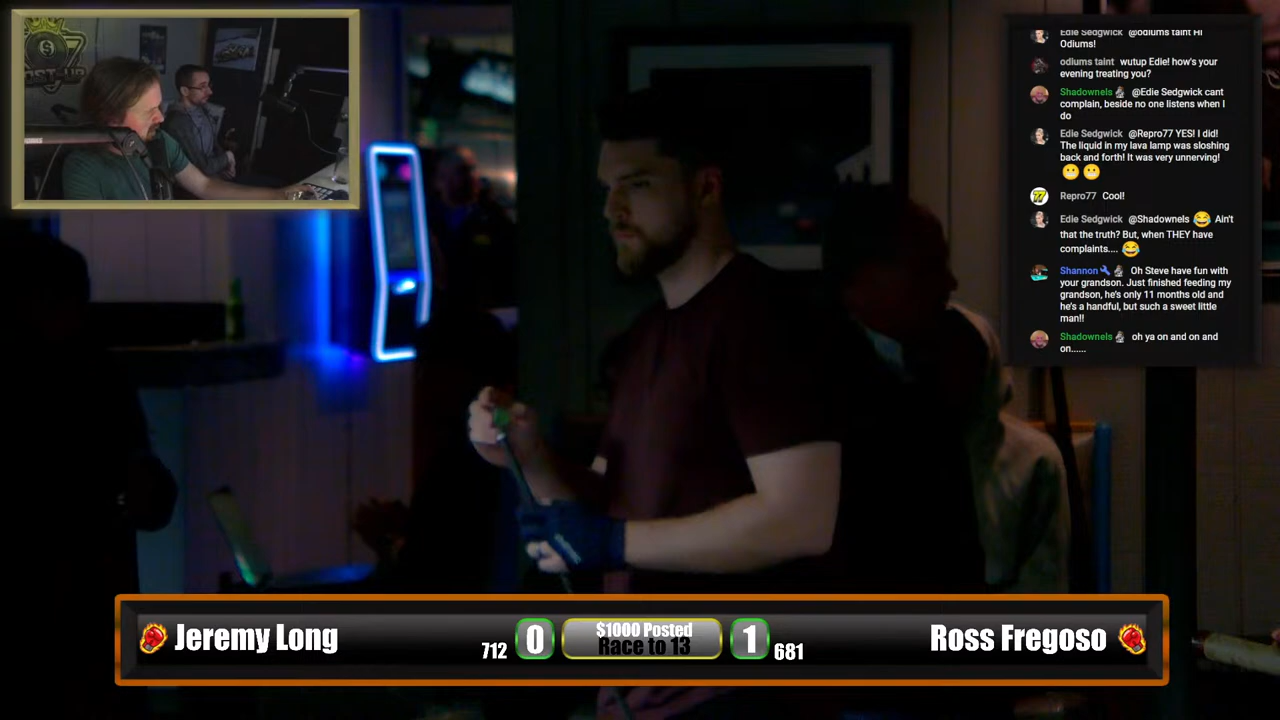 Edie Sedgwick @odiums taint Hi
Odiums!
odiums taint wutup Edie! how's your
evening treating you?
Shadownels @Edie Sedgwick cant
complain, beside no one listens when I
do
Edie Sedgwick @Repro77 YES! I did!
The liquid in my lava lamp was sloshing
back and forth! It was very unnerving!
😬 😬
77
Repro77 Cool!
Edie Sedgwick @Shadownels 😂 Ain't
that the truth? But, when THEY have
complaints.... 😂
Shannon Oh Steve have fun with
your grandson. Just finished feeding my
grandson, he's only 11 months old and
he's a handful, but such a sweet little
man!!
Shadownels oh ya on and on and
on......
Jeremy Long
712
0
$1000 Posted
Race to 13
1
681
Ross Fregoso